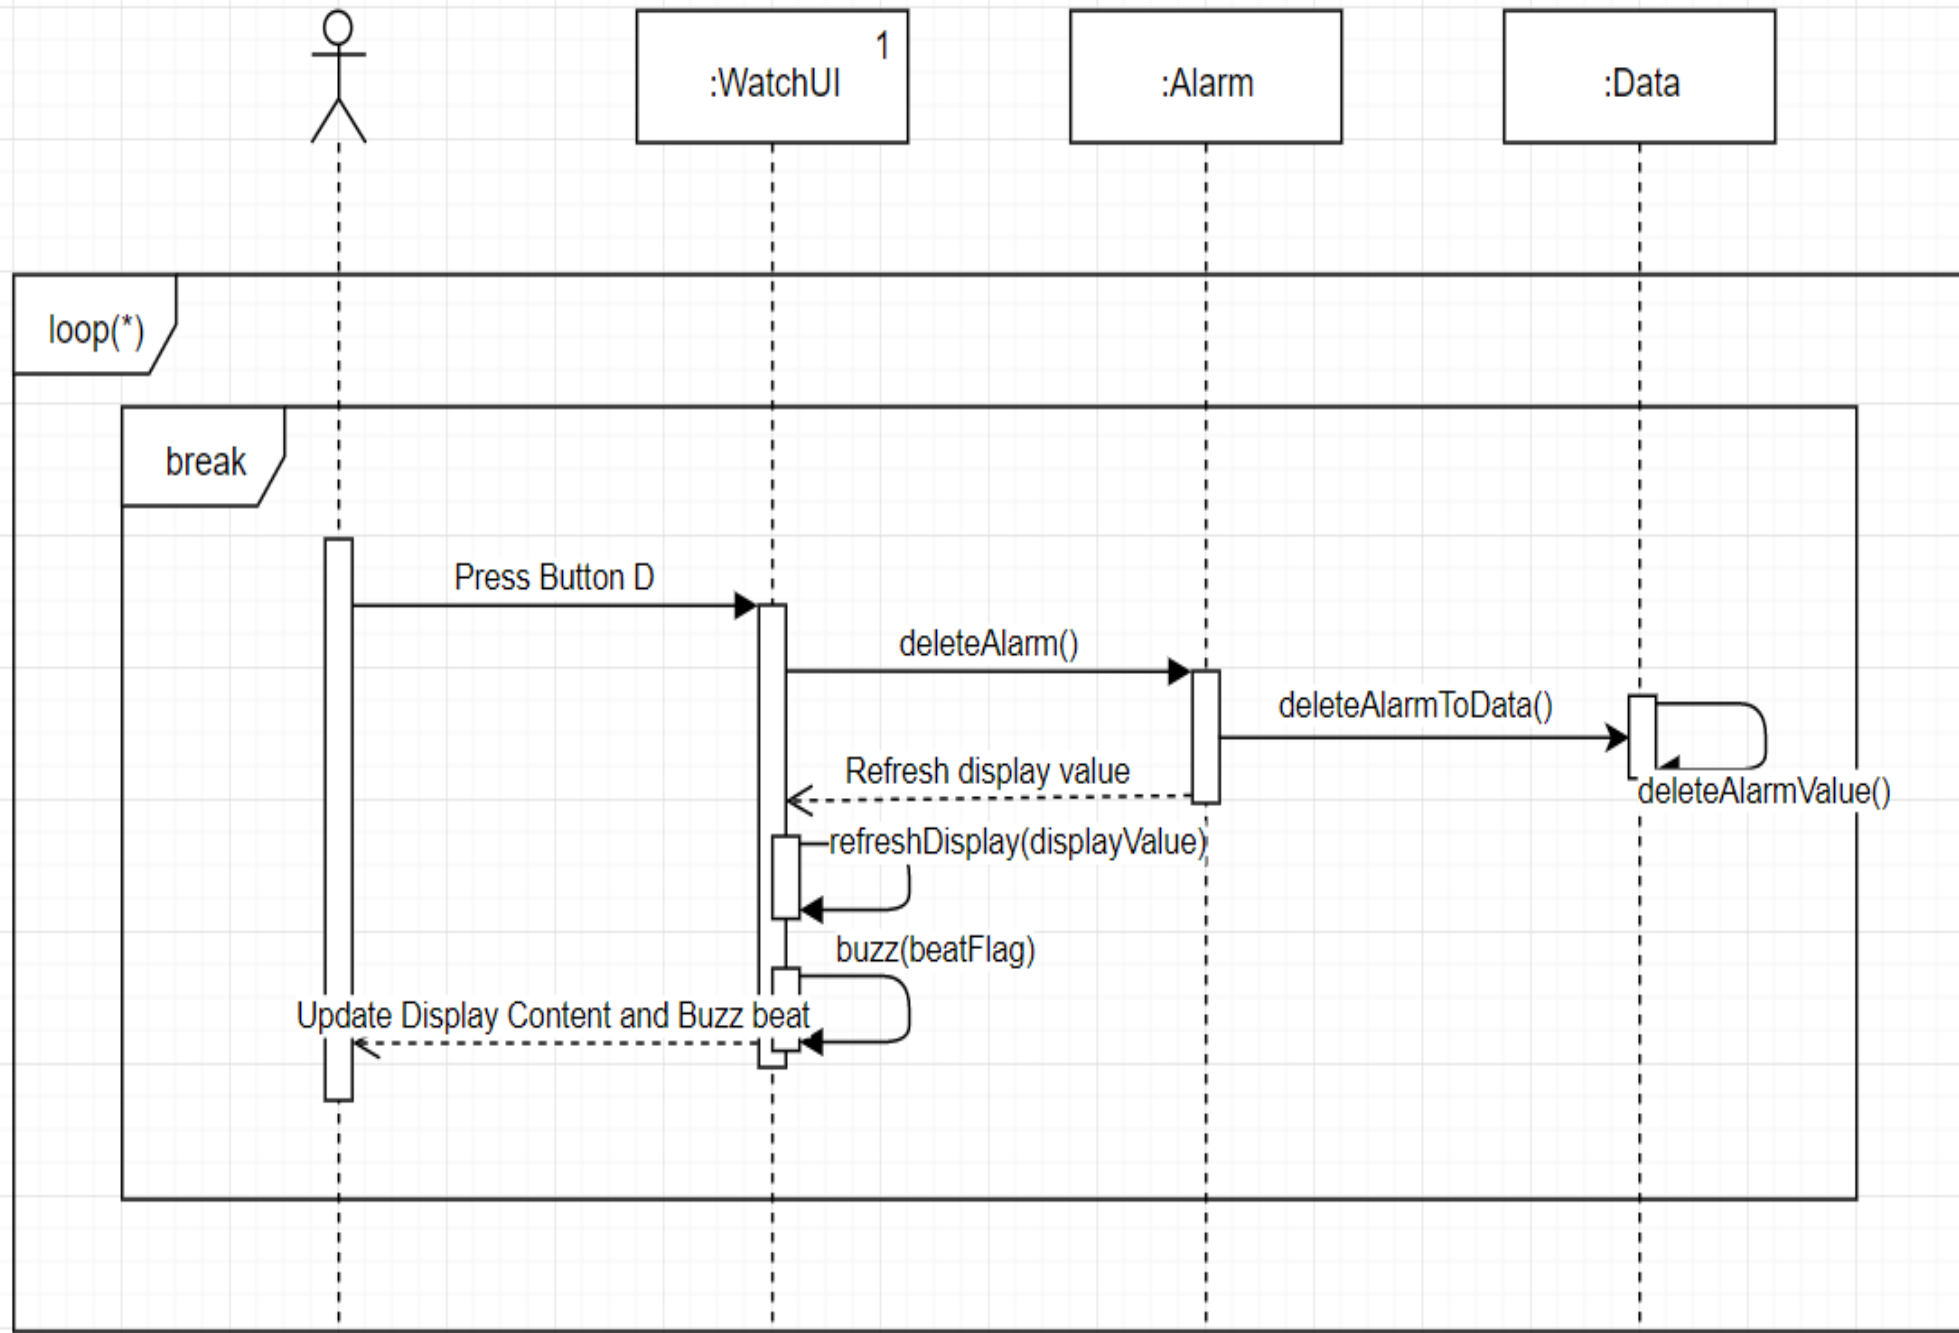 1
:WatchUI
:Alarm
:Data
loop(*)
break
Press Button D
deleteAlarm()
deleteAlarmToData()
Refresh display value
deleteAlarmValue()
refreshDisplay(displayValue)
buzz(beatFlag)
Update Display Content and Buzz beat